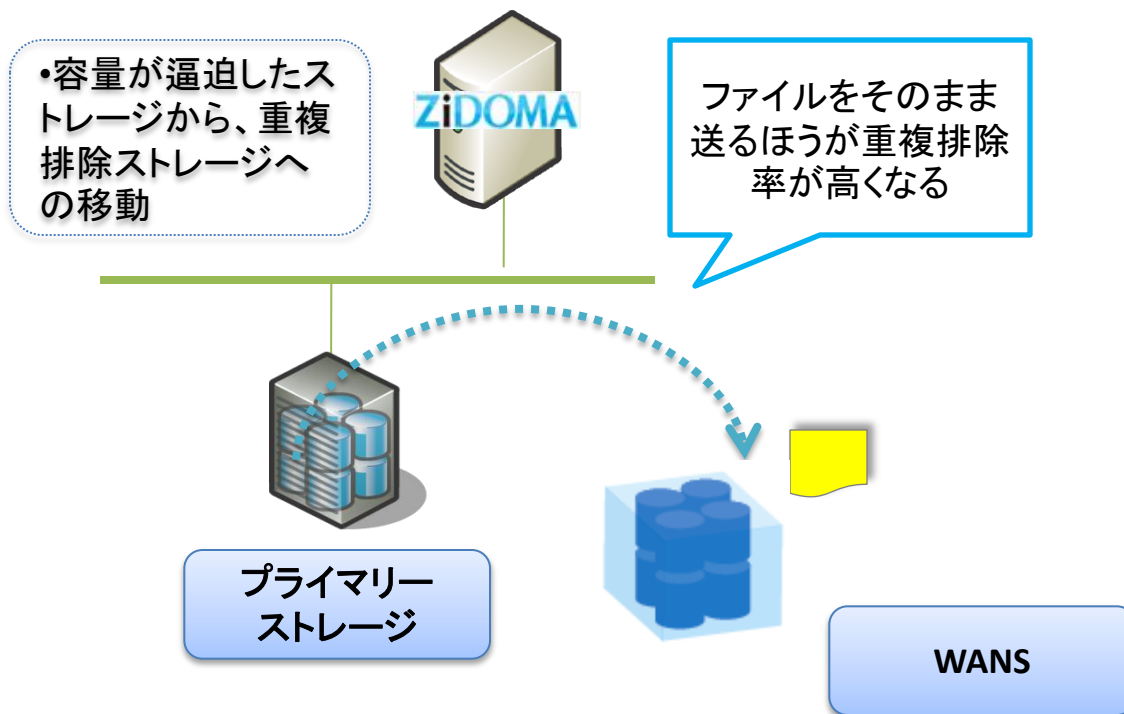 •容量が逼迫したス
トレージから、重複
排除ストレージへ
の移動
ZiDOMA
ファイルをそのまま
送るほうが重複排除
率が高くなる
プライマリー
ストレージ
WANS